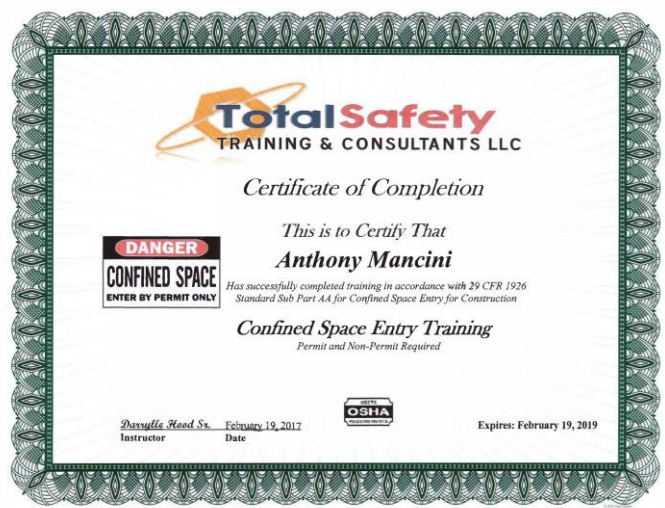 TotalSafety
TRAINING & CONSULTANTS LLC
Certificate of Completion
This is to Certify That
Anthony Mancini
DANGER
CONFINED SPACE
ENTER BY PERMIT ONLY
Has successfully completed training in accordance with 29 CFR 1926
Standard Sub Part AA for Confined Space Entry for Construction
Confined Space Entry Training
Permit and Non-Permit Required
MEETS
OSHA
REQUIREMENTS
Darrylle Hood Sr. February 19, 2017
Instructor Date
Expires: February 19, 2019